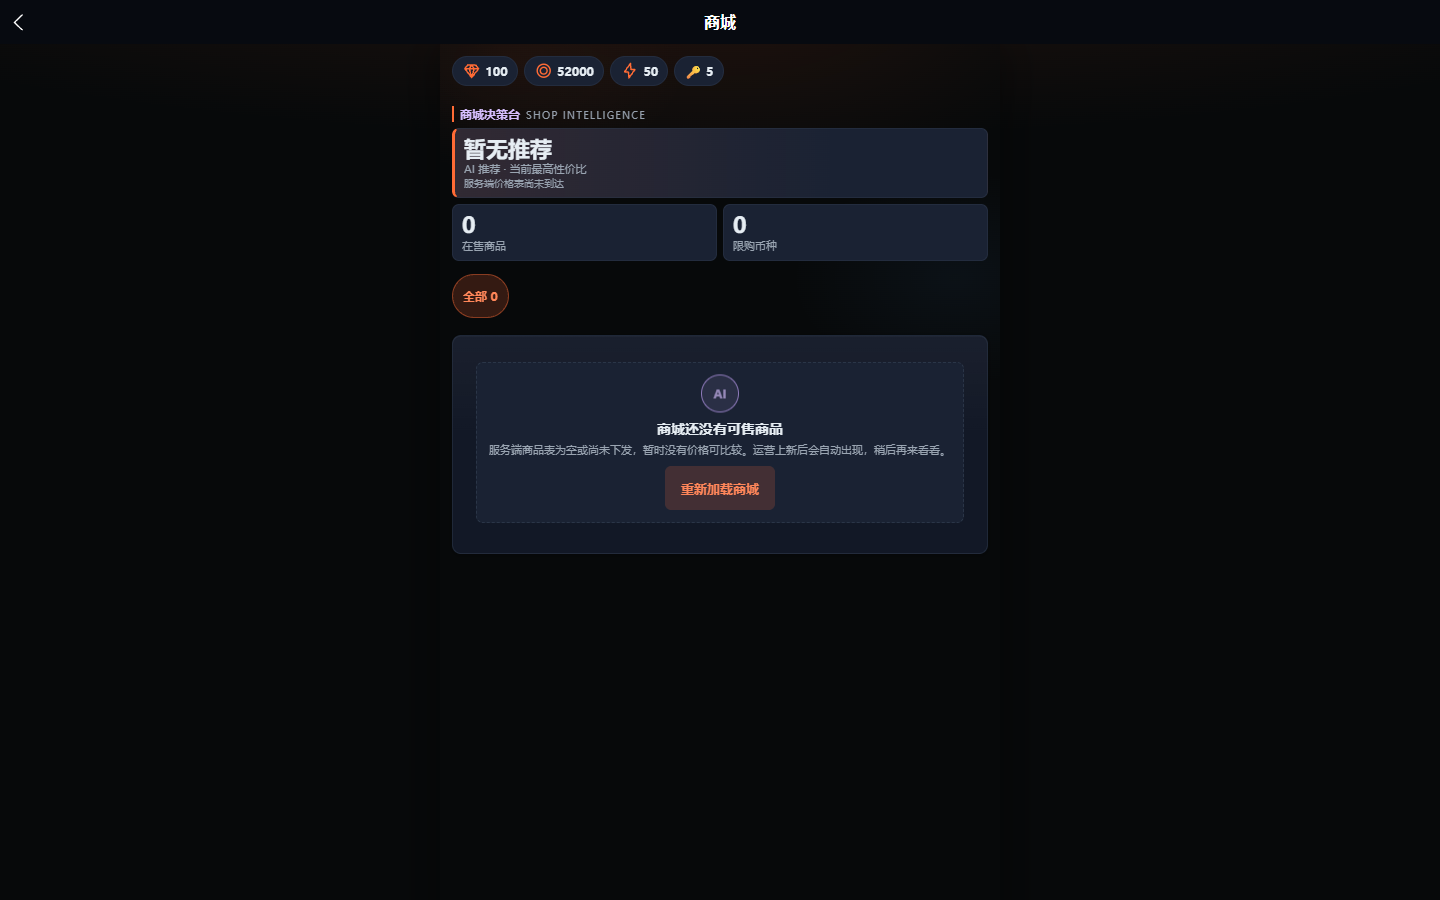 商城
100 52000 50 5
商城决策台 SHOP INTELLIGENCE
暂无推荐
AI 推荐 · 当前最高性价比
服务端价格表尚未到达
0
在售商品
0
限购币种
全部 0
AI
商城还没有可售商品
服务端商品表为空或尚未下发，暂时没有价格可比较。运营上新后会自动出现，稍后再来看看。
重新加载商城